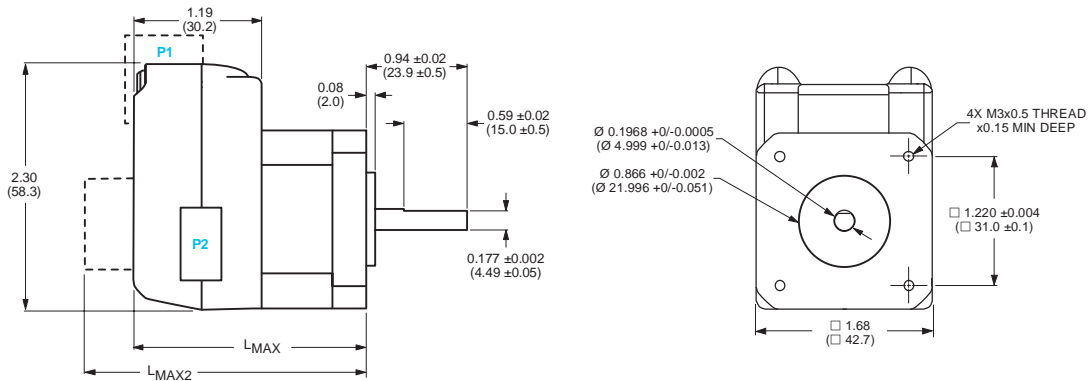 1.19
(30.2)
P1
0.94 ±0.02
(23.9 ±0.5)
0.08
(2.0)
0.59 ±0.02
(15.0 ±0.5)
2.30
(58.3)
P2
0.177 ±0.002
(4.49 ±0.05)
LMAX
LMAX2
4X M3x0.5 THREAD
x0.15 MIN DEEP
Ø 0.1968 +0/-0.0005
(Ø 4.999 +0/-0.013)
Ø 0.866 +0/-0.002
(Ø 21.996 +0/-0.051)
□ 1.220 ±0.004
(□ 31.0 ±0.1)
□ 1.68
(□ 42.7)